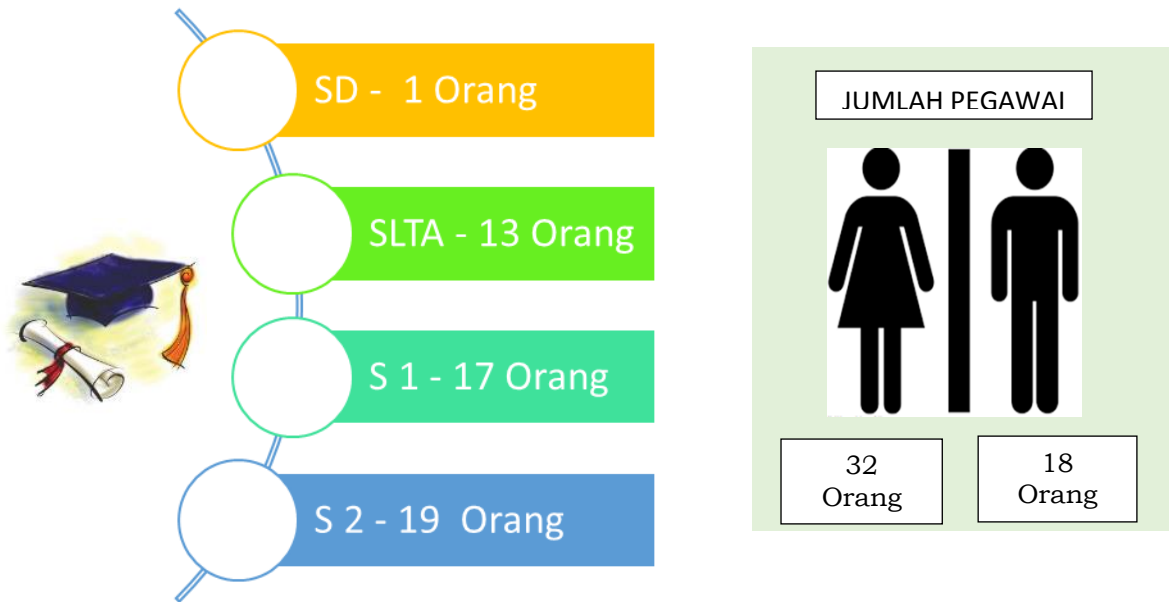 SD - 1 Orang
SLTA - 13 Orang
S 1 - 17 Orang
S 2 - 19 Orang
JUMLAH PEGAWAI
32
Orang
18
Orang